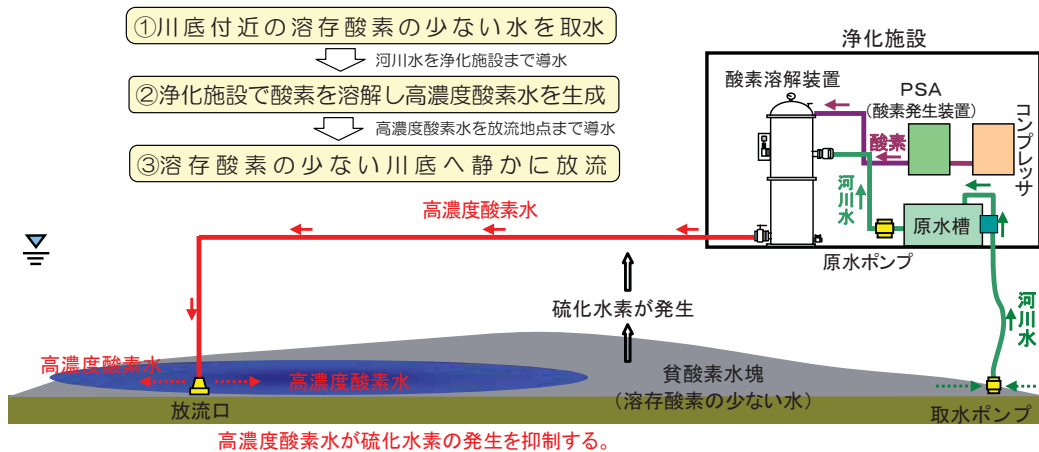 ①川底付近の溶存酸素の少ない水を取水
河川水を浄化施設まで導水
②浄化施設で酸素を溶解し高濃度酸素水を生成
高濃度酸素水を放流地点まで導水
③溶存酸素の少ない川底へ静かに放流
浄化施設
酸素溶解装置
PSA
(酸素発生装置)
コンプレッサ
酸素
河川水
原水槽
原水ポンプ
高濃度酸素水
硫化水素が発生
河川水
高濃度酸素水
高濃度酸素水
貧酸素水塊
(溶存酸素の少ない水)
放流口
取水ポンプ
高濃度酸素水が硫化水素の発生を抑制する。